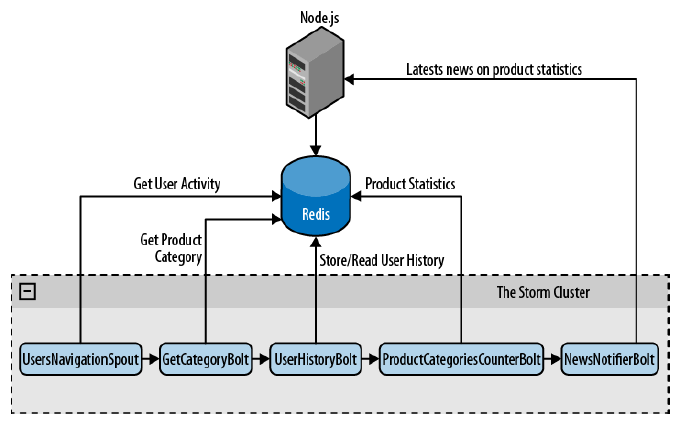 Node.js
Latests news on product statistics
Get User Activity
Product Statistics
Redis
Get Product
Category
Store/Read User History
The Storm Cluster
UsersNavigationSpout
GetCategoryBolt
UserHistoryBolt
ProductCategoriesCounterBolt
NewsNotifierBolt